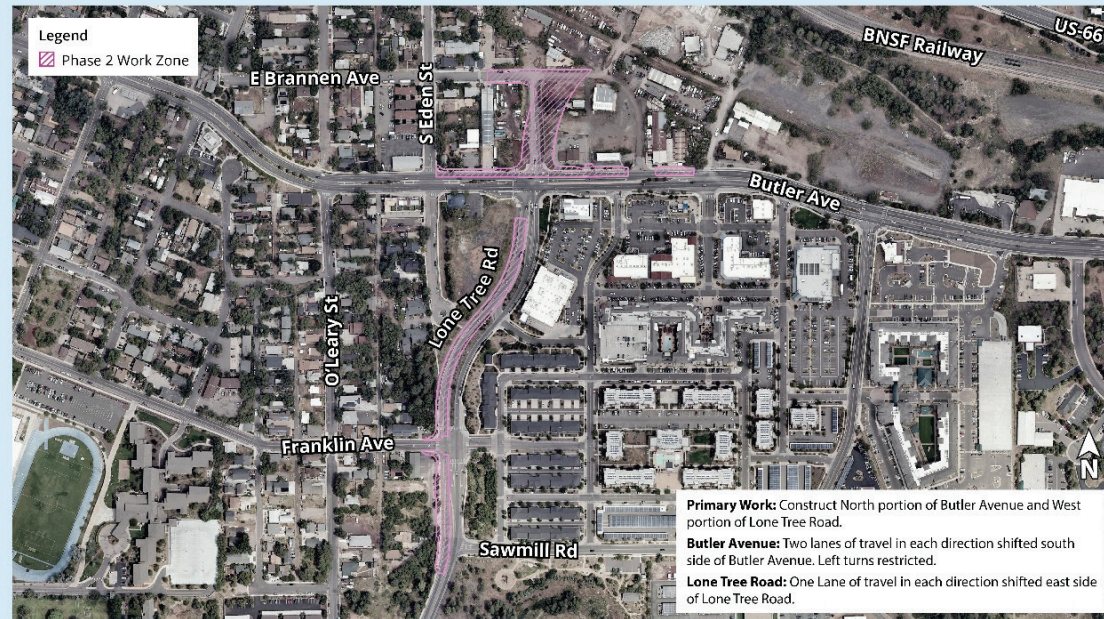 Legend
Phase 2 Work Zone
US-66
BNSF Railway
E Brannen Ave
S Eden St
Butler Ave
Lone Tree Rd
O'Leary St
Franklin Ave
N
Sawmill Rd
Primary Work: Construct North portion of Butler Avenue and West
portion of Lone Tree Road.
Butler Avenue: Two lanes of travel in each direction shifted south
side of Butler Avenue. Left turns restricted.
Lone Tree Road: One Lane of travel in each direction shifted east side
of Lone Tree Road.